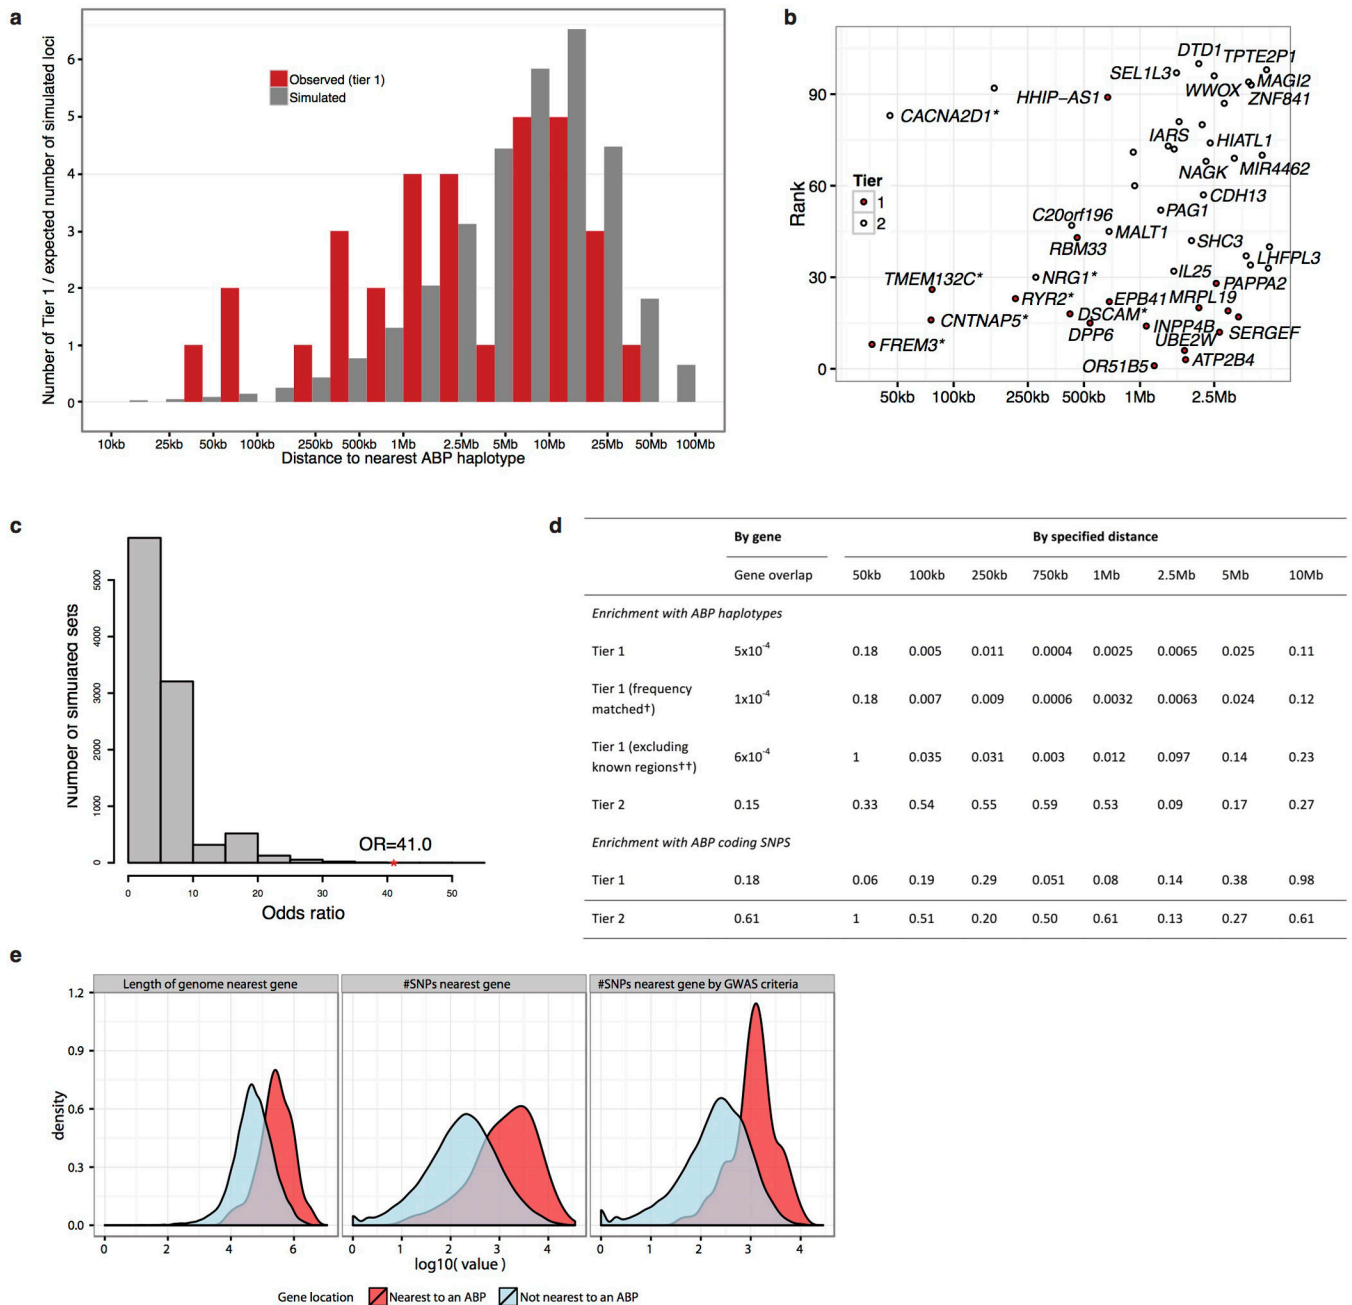 a
Number of Tier 1 / expected number of simulated loci
6
5
4
3
2
1
0
Observed (tier 1)
Simulated
10kb 25kb 50kb 100kb 250kb 500kb 1Mb 2.5Mb 5Mb 10Mb 25Mb 50Mb 100Mb
Distance to nearest ABP haplotype
b
Rank
90
60
30
0
DTD1 TPTE2P1
SEL1L3 MAGI2
WWOX
HHIP−AS1 ZNF841
CACNA2D1*
IARS HIATL1
NAGK MIR4462
Tier
1
2
CDH13
C20orf196 PAG1
MALT1
RBM33 SHC3
LHFPL3
TMEM132C* NRG1* IL25
PAPPA2
RYR2* EPB41 MRPL19
CNTNAP5* DSCAM*
DPP6 INPP4B SERGEF
FREM3* UBE2W
OR51B5 ATP2B4
50kb 100kb 250kb 500kb 1Mb 2.5Mb
c
Number of simulated sets
5000
4000
3000
2000
1000
0
OR=41.0
0 10 20 30 40 50
Odds ratio
d
By gene By specified distance
Gene overlap 50kb 100kb 250kb 750kb 1Mb 2.5Mb 5Mb 10Mb
Enrichment with ABP haplotypes
Tier 1 5x10-4 0.18 0.005 0.011 0.0004 0.0025 0.0065 0.025 0.11
Tier 1 (frequency
matched†) 1x10-4 0.18 0.007 0.009 0.0006 0.0032 0.0063 0.024 0.12
Tier 1 (excluding
known regions††) 6x10-4 1 0.035 0.031 0.003 0.012 0.097 0.14 0.23
Tier 2 0.15 0.33 0.54 0.55 0.59 0.53 0.09 0.17 0.27
Enrichment with ABP coding SNPS
Tier 1 0.18 0.06 0.19 0.29 0.051 0.08 0.14 0.38 0.98
Tier 2 0.61 1 0.51 0.20 0.50 0.61 0.13 0.27 0.61
e
Length of genome nearest gene #SNPs nearest gene #SNPs nearest gene by GWAS criteria
density
1.2
0.9
0.6
0.3
0.0
0 2 4 6 0 1 2 3 4 0 1 2 3 4
log10( value )
Gene location Nearest to an ABP Not nearest to an ABP